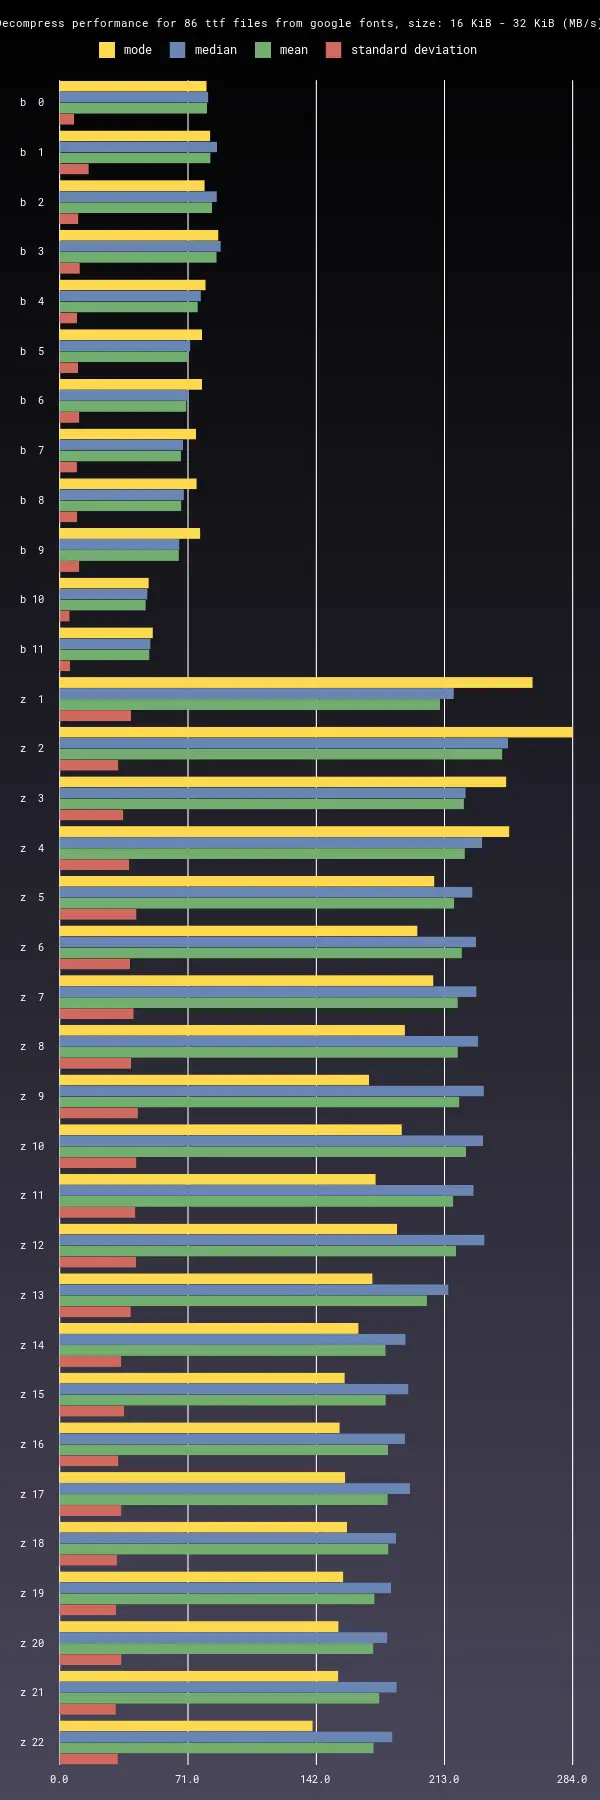 Decompress performance for 86 ttf files from google fonts, size: 16 KiB - 32 KiB (MB/s)
mode median mean standard deviation
b 0
b 1
b 2
b 3
b 4
b 5
b 6
b 7
b 8
b 9
b 10
b 11
z 1
z 2
z 3
z 4
z 5
z 6
z 7
z 8
z 9
z 10
z 11
z 12
z 13
z 14
z 15
z 16
z 17
z 18
z 19
z 20
z 21
z 22
0.0 71.0 142.0 213.0 284.0